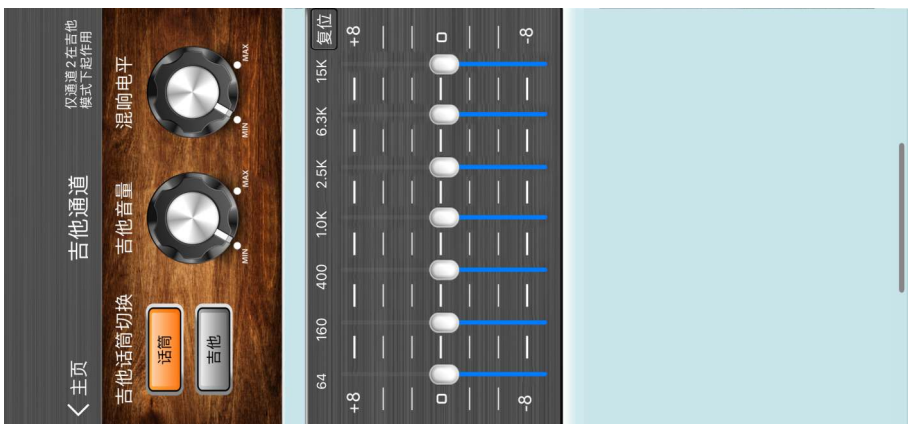 主页
吉他通道
仅通道2在吉他
模式下起作用
吉他话筒切换
吉他音量
混响电平
话筒
吉他
MIN
MAX
MIN
MAX
64
160
400
1.0K
2.5K
6.3K
15K
复位
+8
+8
0
0
-8
-8